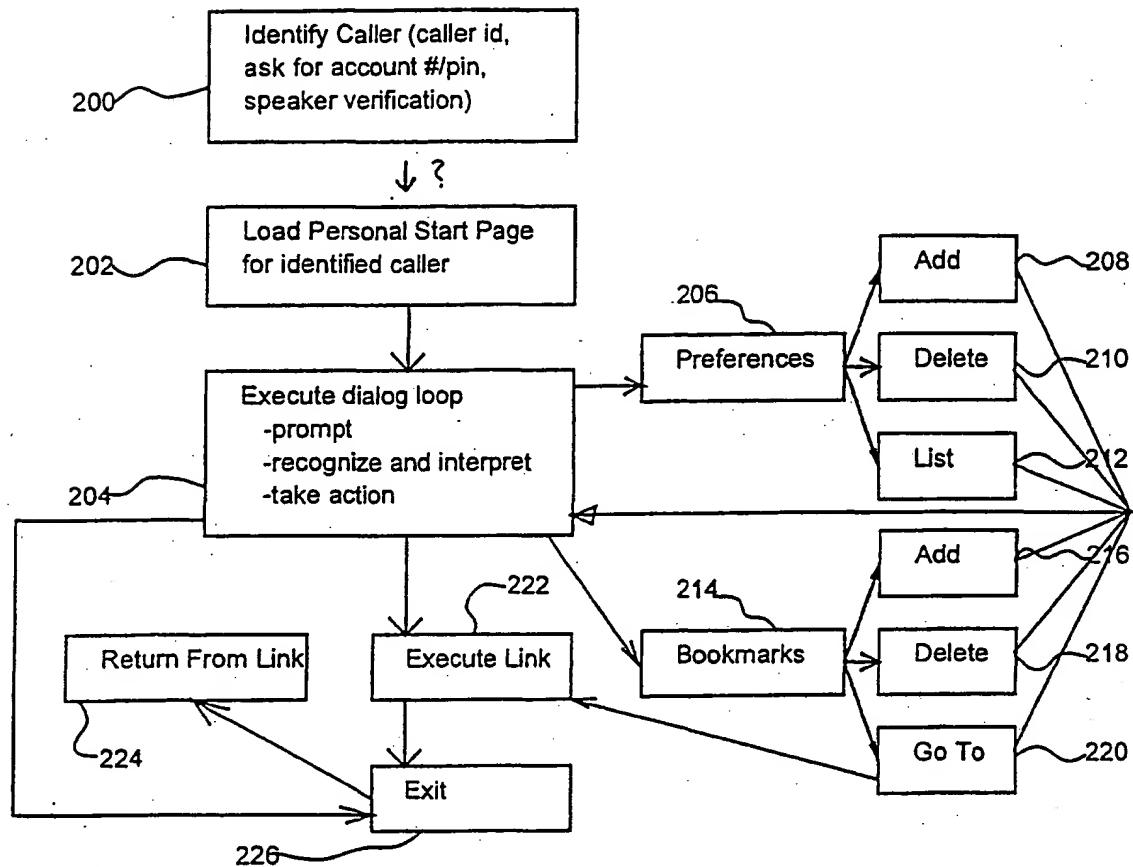 Identify Caller (caller id,
ask for account #/pin,
speaker verification)
200
?
Load Personal Start Page
for identified caller
202
Add
208
206
Preferences
Delete
210
Execute dialog loop
-prompt
-recognize and interpret
-take action
List
212
204
Add
216
222
214
Return From Link
Execute Link
Bookmarks
Delete
218
224
Go To
220
Exit
226